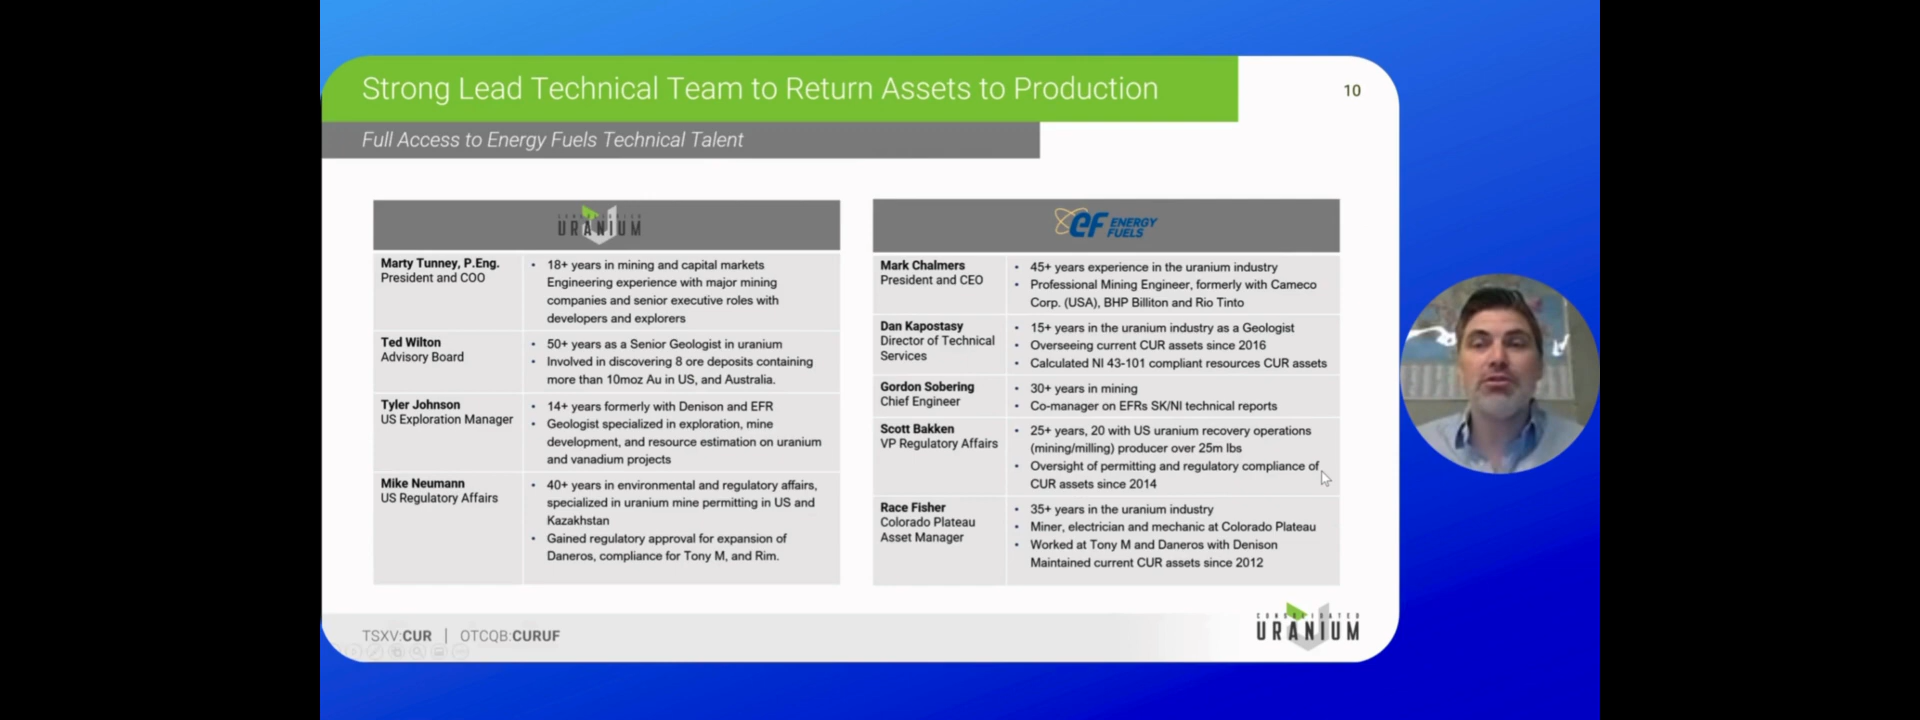 Strong Lead Technical Team to Return Assets to Production
10
Full Access to Energy Fuels Technical Talent
CONSOLIDATED
URANIUM
Marty Tunney, P.Eng.
President and COO
• 18+ years in mining and capital markets
Engineering experience with major mining
companies and senior executive roles with
developers and explorers
Ted Wilton
Advisory Board
• 50+ years as a Senior Geologist in uranium
• Involved in discovering 8 ore deposits containing
more than 10moz Au in US, and Australia.
Tyler Johnson
US Exploration Manager
• 14+ years formerly with Denison and EFR
• Geologist specialized in exploration, mine
development, and resource estimation on uranium
and vanadium projects
Mike Neumann
US Regulatory Affairs
• 40+ years in environmental and regulatory affairs,
specialized in uranium mine permitting in US and
Kazakhstan
• Gained regulatory approval for expansion of
Daneros, compliance for Tony M, and Rim.
ef ENERGY
FUELS
Mark Chalmers
President and CEO
• 45+ years experience in the uranium industry
• Professional Mining Engineer, formerly with Cameco
Corp. (USA), BHP Billiton and Rio Tinto
Dan Kapostasy
Director of Technical
Services
• 15+ years in the uranium industry as a Geologist
• Overseeing current CUR assets since 2016
• Calculated NI 43-101 compliant resources CUR assets
Gordon Sobering
Chief Engineer
• 30+ years in mining
• Co-manager on EFRs SK/NI technical reports
Scott Bakken
VP Regulatory Affairs
• 25+ years, 20 with US uranium recovery operations
(mining/milling) producer over 25m lbs
• Oversight of permitting and regulatory compliance of
CUR assets since 2014
Race Fisher
Colorado Plateau
Asset Manager
• 35+ years in the uranium industry
• Miner, electrician and mechanic at Colorado Plateau
• Worked at Tony M and Daneros with Denison
Maintained current CUR assets since 2012
TSXV:CUR | OTCQB:CURUF
CONSOLIDATED
URANIUM